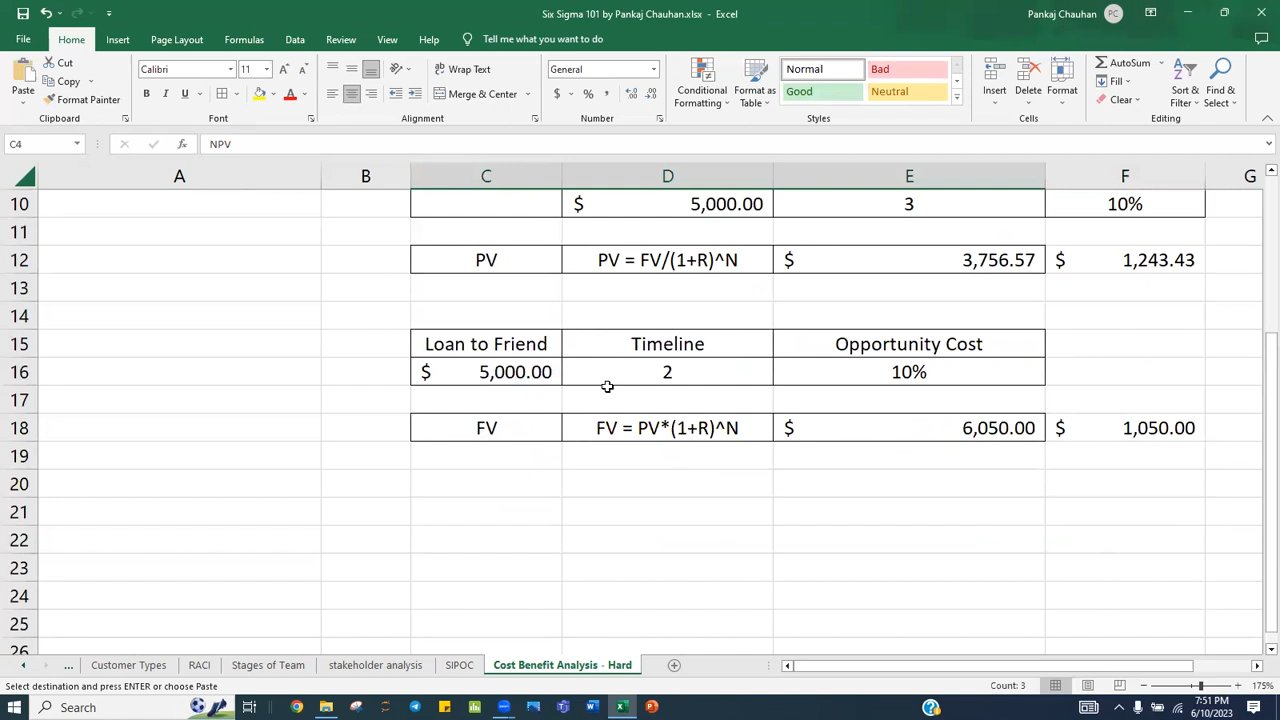 Six Sigma 101 by Pankaj Chauhan.xlsx - Excel
Pankaj Chauhan
PC
File
Home
Insert
Page Layout
Formulas
Data
Review
View
Help
Tell me what you want to do
Paste
Cut
Copy
Format Painter
Clipboard
Calibri
11
B I U
Font
Wrap Text
Merge & Center
Alignment
General
$ % ,
Number
Conditional Formatting
Format as Table
Normal
Bad
Good
Neutral
Styles
Insert
Delete
Format
Cells
AutoSum
Fill
Clear
Sort & Filter
Find & Select
Editing
C4
fx
NPV
A B C D E F G
10 $ 5,000.00 3 10%
11
12 PV PV = FV/(1+R)^N $ 3,756.57 $ 1,243.43
13
14
15 Loan to Friend Timeline Opportunity Cost
16 $ 5,000.00 2 10%
17
18 FV FV = PV*(1+R)^N $ 6,050.00 $ 1,050.00
19
20
21
22
23
24
25
26
... Customer Types RACI Stages of Team stakeholder analysis SIPOC Cost Benefit Analysis - Hard
Select destination and press ENTER or choose Paste
Count: 3
175%
Search
7:51 PM
6/10/2023